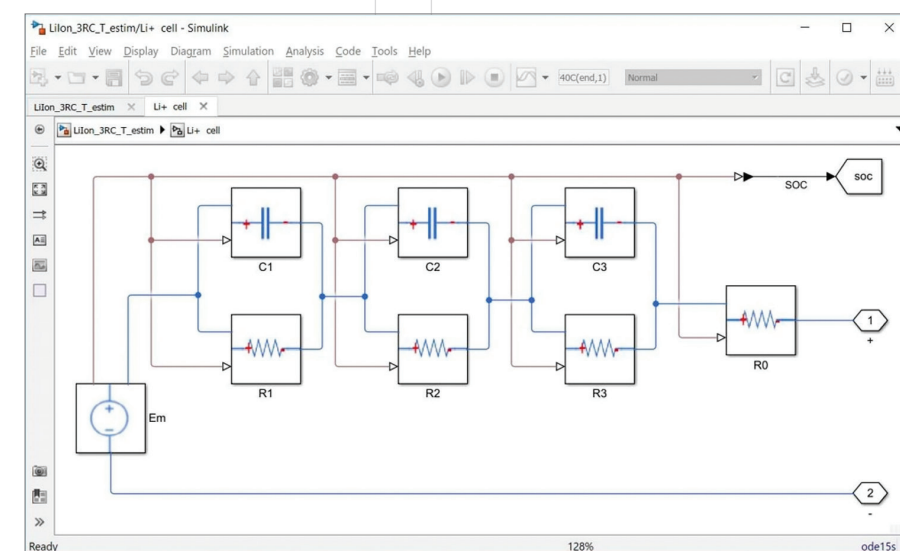 LiIon_3RC_T_estim/Li+ cell - Simulink
File Edit View Display Diagram Simulation Analysis Code Tools Help
40C(end,1) Normal
LiIon_3RC_T_estim Li+ cell
LiIon_3RC_T_estim Li+ cell
SOC soc
C1 C2 C3
1
+
R1 R2 R3 R0
Em
2
-
Ready 128% ode15s